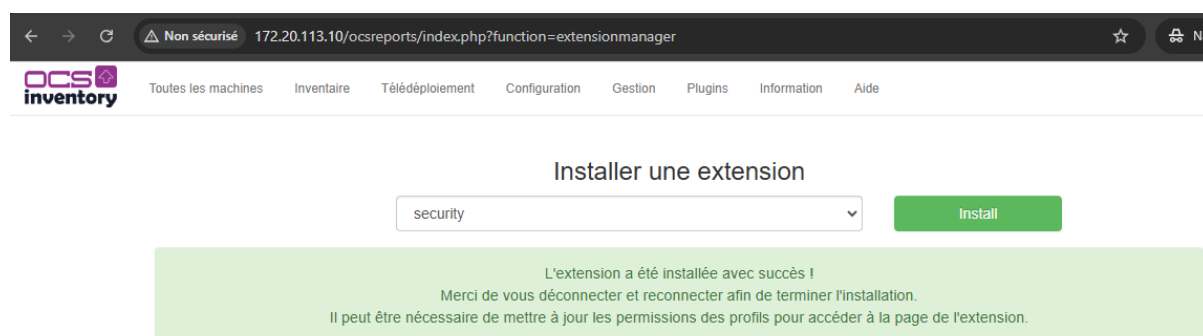 Non sécurisé 172.20.113.10/ocsreports/index.php?function=extensionmanager
OCS inventory
Toutes les machines Inventaire Télédéploiement Configuration Gestion Plugins Information Aide
Installer une extension
security Install
L'extension a été installée avec succès !
Merci de vous déconnecter et reconnecter afin de terminer l'installation.
Il peut être nécessaire de mettre à jour les permissions des profils pour accéder à la page de l'extension.